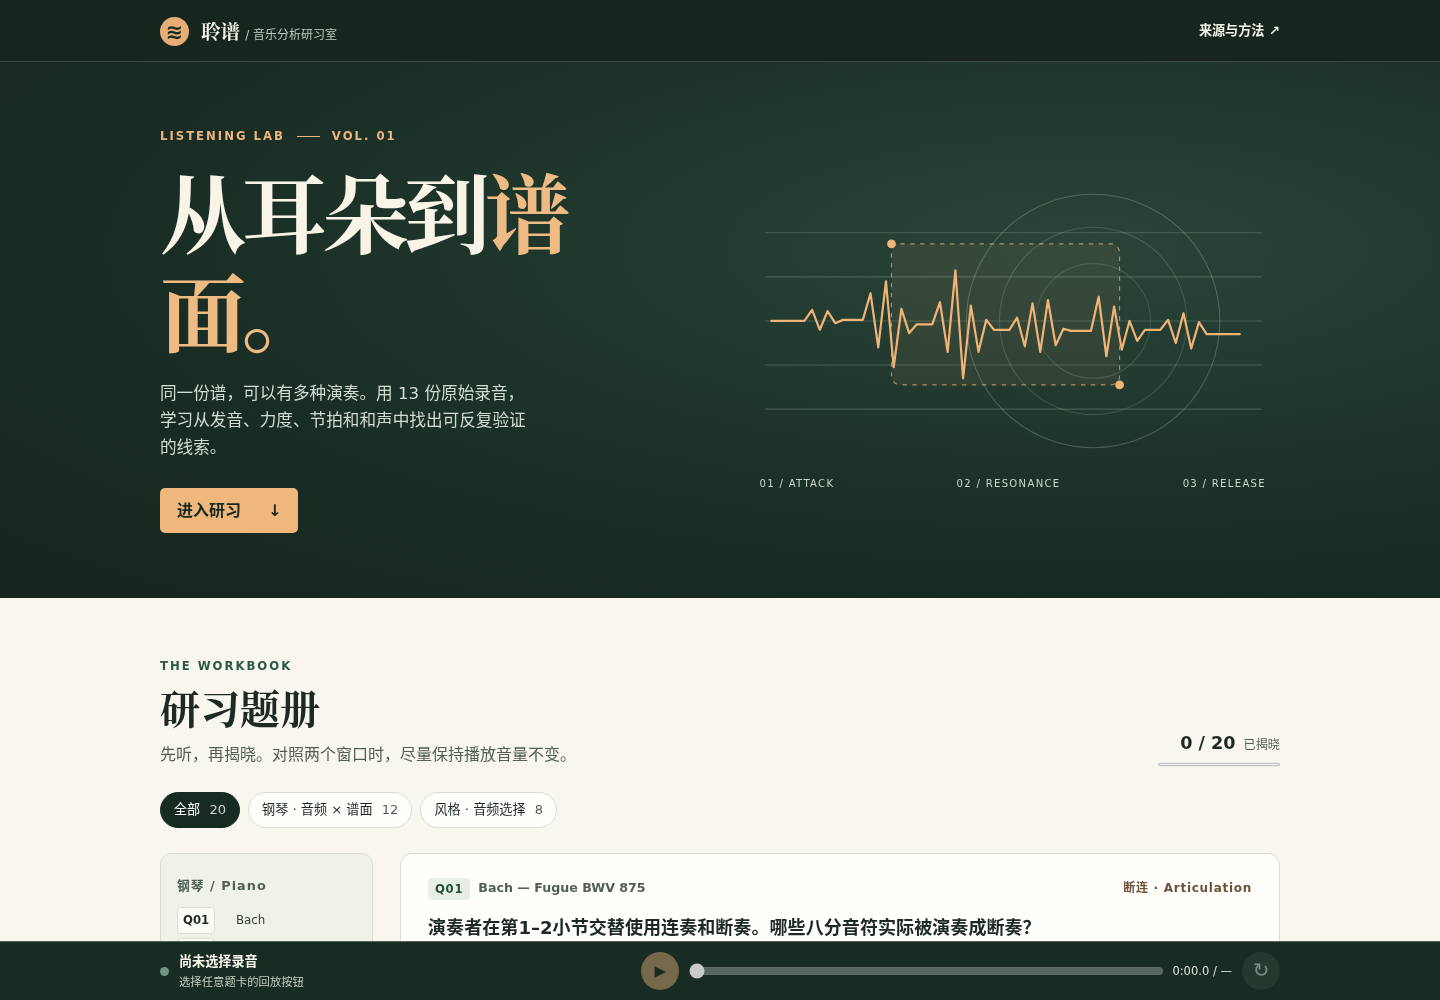 聆谱 / 音乐分析研习室
来源与方法 ↗
LISTENING LAB — VOL. 01
从耳朵到谱
面。
同一份谱，可以有多种演奏。用 13 份原始录音，
学习从发音、力度、节拍和和声中找出可反复验证
的线索。
进入研习 ↓
01 / ATTACK
02 / RESONANCE
03 / RELEASE
THE WORKBOOK
研习题册
先听，再揭晓。对照两个窗口时，尽量保持播放音量不变。
0 / 20 已揭晓
全部 20
钢琴 · 音频 × 谱面 12
风格 · 音频选择 8
钢琴 / Piano
Q01 Bach
Q01 Bach — Fugue BWV 875
断连 · Articulation
演奏者在第1–2小节交替使用连奏和断奏。哪些八分音符实际被演奏成断奏？
尚未选择录音
选择任意题卡的回放按钮
0:00.0 / —